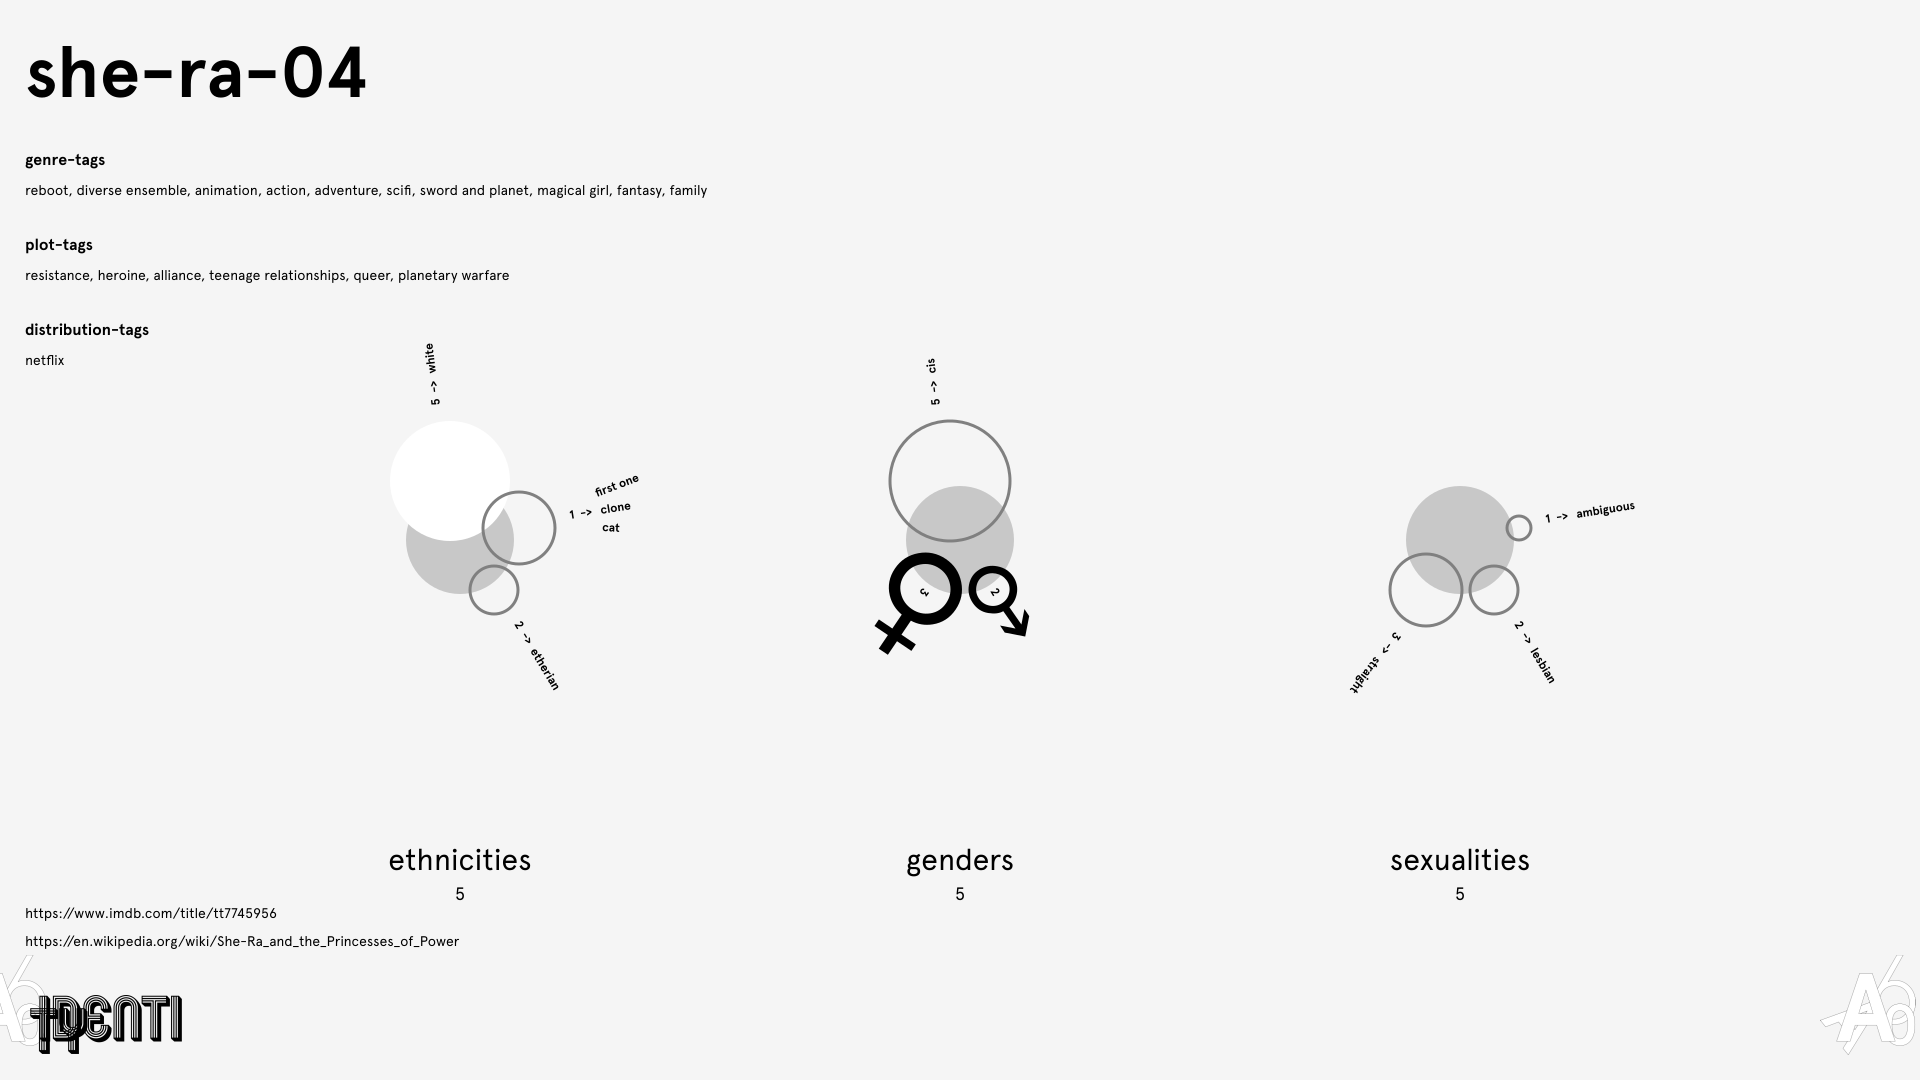 she-ra-04
genre-tags
reboot, diverse ensemble, animation, action, adventure, scifi, sword and planet, magical girl, fantasy, family
plot-tags
resistance, heroine, alliance, teenage relationships, queer, planetary warfare
distribution-tags
netflix
5 -> white
first one
1 -> clone
cat
2 -> etherian
5 -> cis
3
2
1 -> ambiguous
3 -> straight
2 -> lesbian
ethnicities
5
genders
5
sexualities
5
https://www.imdb.com/title/tt7745956
https://en.wikipedia.org/wiki/She-Ra_and_the_Princesses_of_Power
IDENTI